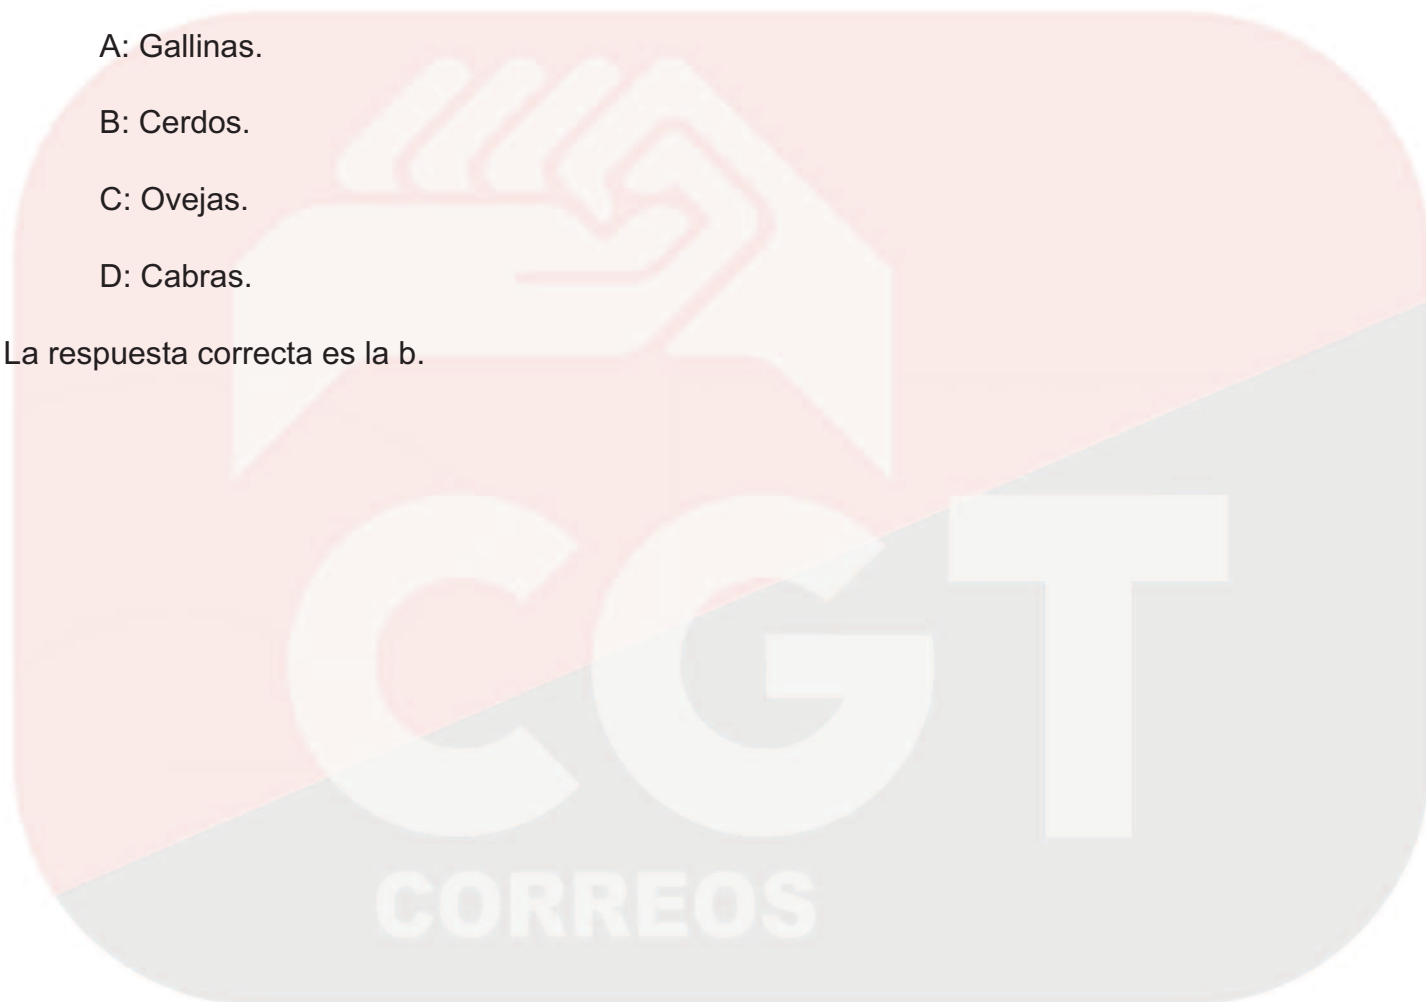 A: Gallinas.
B: Cerdos.
C: Ovejas.
D: Cabras.
La respuesta correcta es la b.
CGT
CORREOS